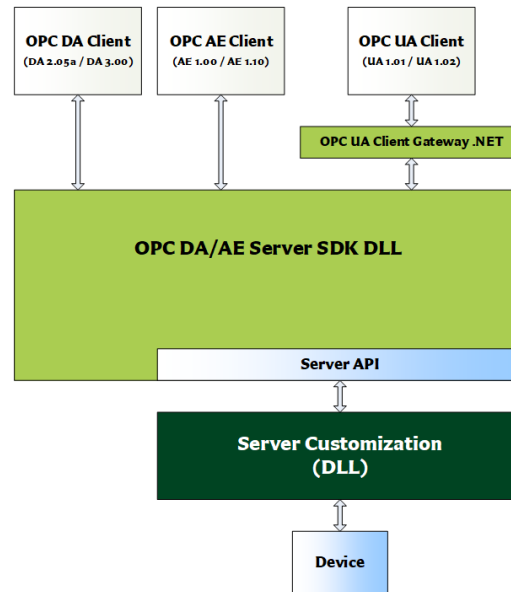 OPC DA Client
(DA 2.05a / DA 3.00)
OPC AE Client
(AE 1.00 / AE 1.10)
OPC UA Client
(UA 1.01 / UA 1.02)
OPC UA Client Gateway .NET
OPC DA/AE Server SDK DLL
Server API
Server Customization
(DLL)
Device